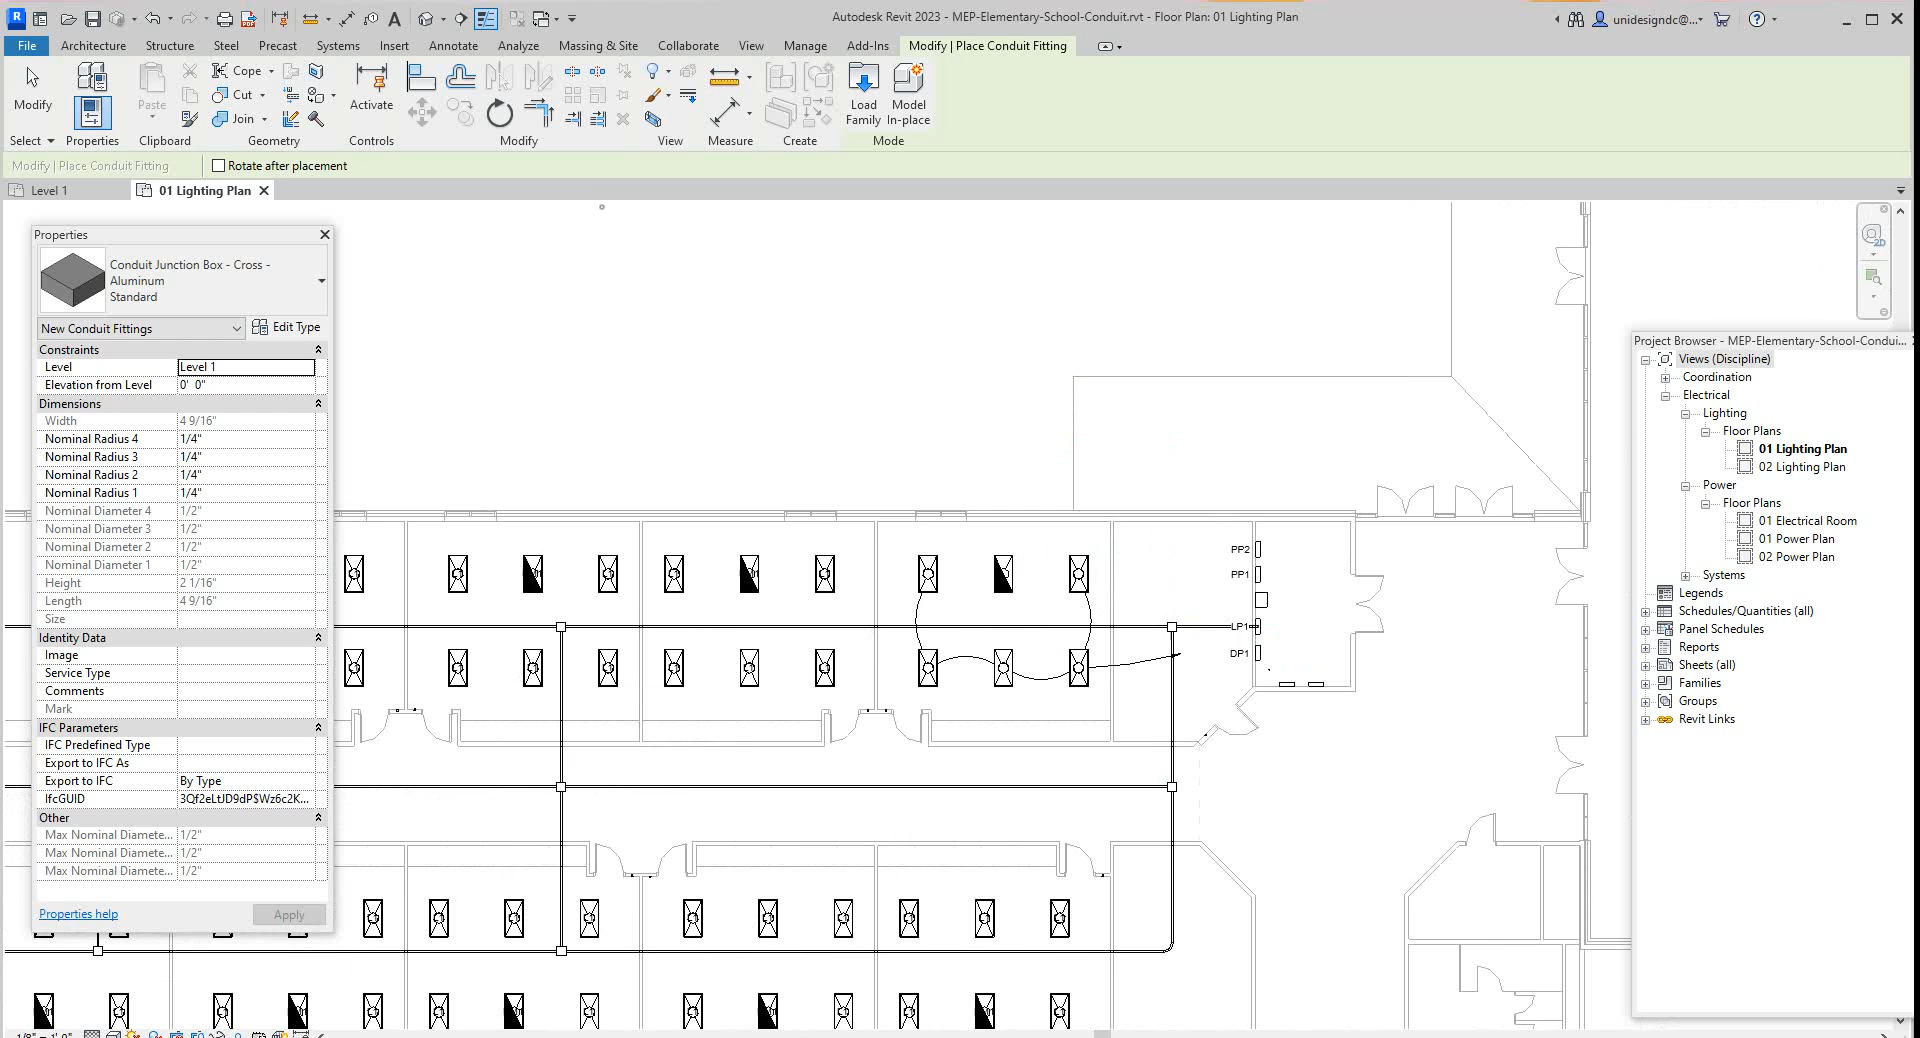 Autodesk Revit 2023 - MEP-Elementary-School-Conduit.rvt - Floor Plan: 01 Lighting Plan
unidesigndc@...
File
Architecture
Structure
Steel
Precast
Systems
Insert
Annotate
Analyze
Massing & Site
Collaborate
View
Manage
Add-Ins
Modify | Place Conduit Fitting
Modify
Paste
Cope
Cut
Join
Activate
Load
Family
Model
In-place
Select
Properties
Clipboard
Geometry
Controls
Modify
View
Measure
Create
Mode
Modify | Place Conduit Fitting
Rotate after placement
Level 1
01 Lighting Plan
Properties
Conduit Junction Box - Cross -
Aluminum
Standard
New Conduit Fittings
Edit Type
Constraints
Level Level 1
Elevation from Level 0' 0"
Dimensions
Width 4 9/16"
Nominal Radius 4 1/4"
Nominal Radius 3 1/4"
Nominal Radius 2 1/4"
Nominal Radius 1 1/4"
Nominal Diameter 4 1/2"
Nominal Diameter 3 1/2"
Nominal Diameter 2 1/2"
Nominal Diameter 1 1/2"
Height 2 1/16"
Length 4 9/16"
Size
Identity Data
Image
Service Type
Comments
Mark
IFC Parameters
IFC Predefined Type
Export to IFC As
Export to IFC By Type
IfcGUID 3Qf2eLtJD9dP$Wz6c2K...
Other
Max Nominal Diamete... 1/2"
Max Nominal Diamete... 1/2"
Max Nominal Diamete... 1/2"
Properties help
Apply
PP2
PP1
LP1
DP1
2D
Project Browser - MEP-Elementary-School-Condui...
Views (Discipline)
Coordination
Electrical
Lighting
Floor Plans
01 Lighting Plan
02 Lighting Plan
Power
Floor Plans
01 Electrical Room
01 Power Plan
02 Power Plan
Systems
Legends
Schedules/Quantities (all)
Panel Schedules
Reports
Sheets (all)
Families
Groups
Revit Links
1/8" = 1'-0"